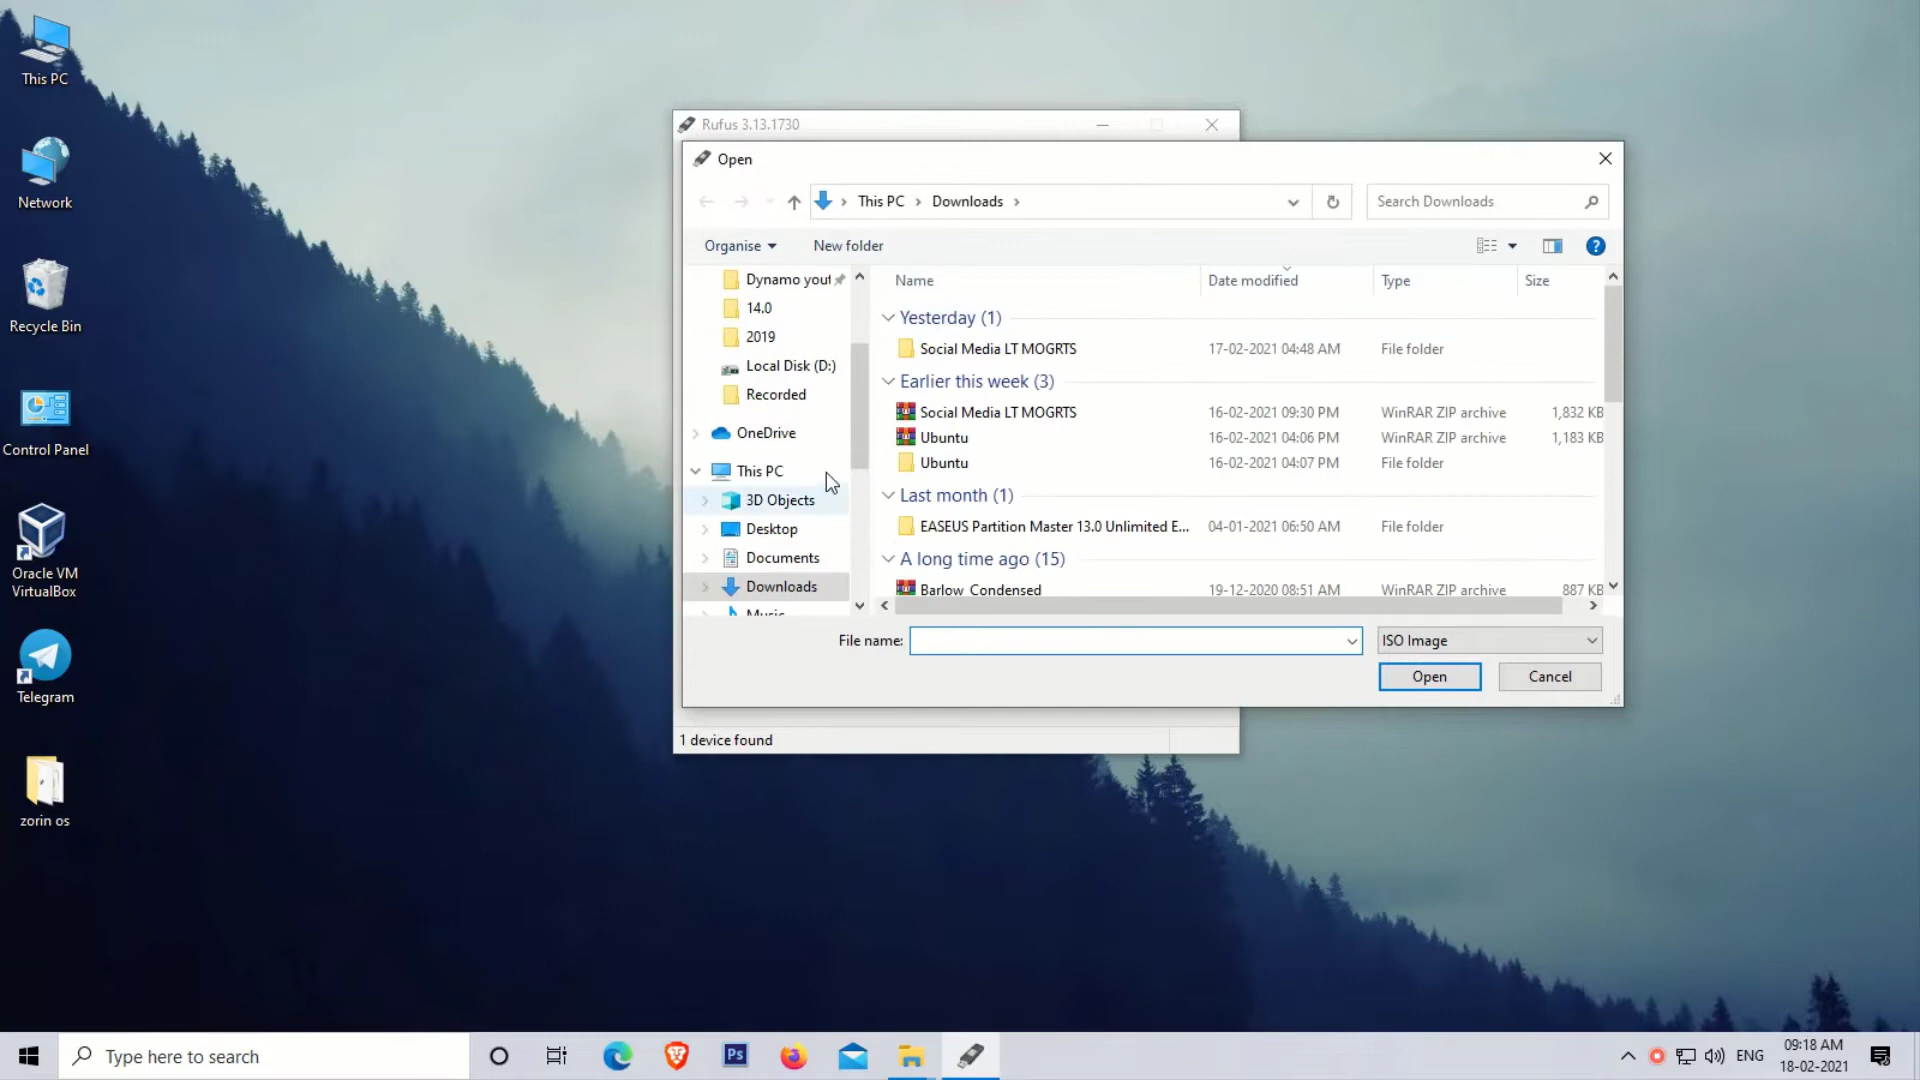 This PC
Network
Recycle Bin
Control Panel
Oracle VM
VirtualBox
Telegram
zorin os
Rufus 3.13.1730
Open
This PC
Downloads
Search Downloads
Organise
New folder
Dynamo yout
14.0
2019
Local Disk (D:)
Recorded
OneDrive
This PC
3D Objects
Desktop
Documents
Downloads
Music
Name Date modified Type Size
Yesterday (1)
Social Media LT MOGRTS 17-02-2021 04:48 AM File folder
Earlier this week (3)
Social Media LT MOGRTS 16-02-2021 09:30 PM WinRAR ZIP archive 1,832 KB
Ubuntu 16-02-2021 04:06 PM WinRAR ZIP archive 1,183 KB
Ubuntu 16-02-2021 04:07 PM File folder
Last month (1)
EASEUS Partition Master 13.0 Unlimited E... 04-01-2021 06:50 AM File folder
A long time ago (15)
Barlow_Condensed 19-12-2020 08:51 AM WinRAR ZIP archive 887 KB
File name:
ISO Image
Open
Cancel
1 device found
Type here to search
Ps
ENG
09:18 AM
18-02-2021